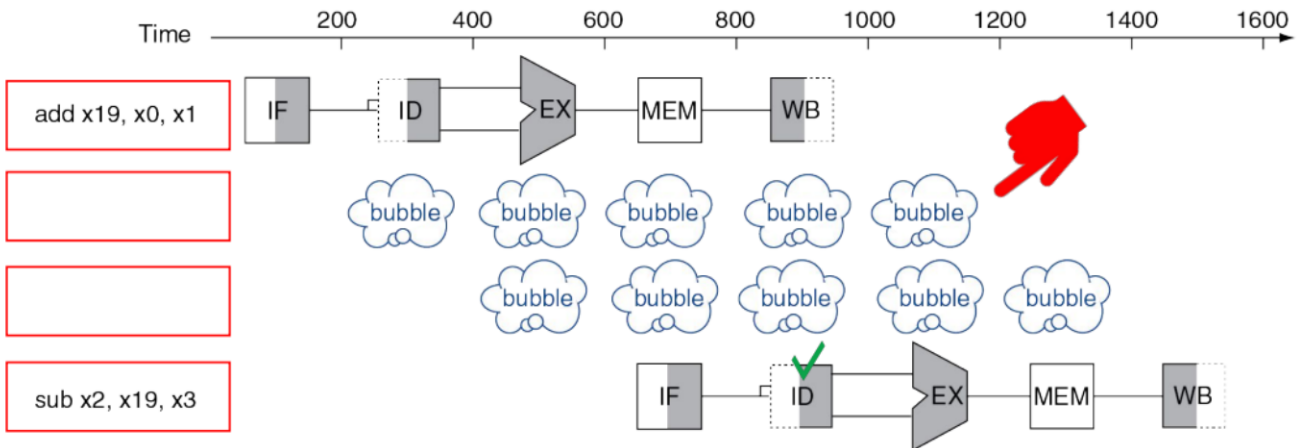 Time 200 400 600 800 1000 1200 1400 1600
add x19, x0, x1 IF ID EX MEM WB
bubble bubble bubble bubble bubble
bubble bubble bubble bubble bubble
sub x2, x19, x3 IF ID EX MEM WB